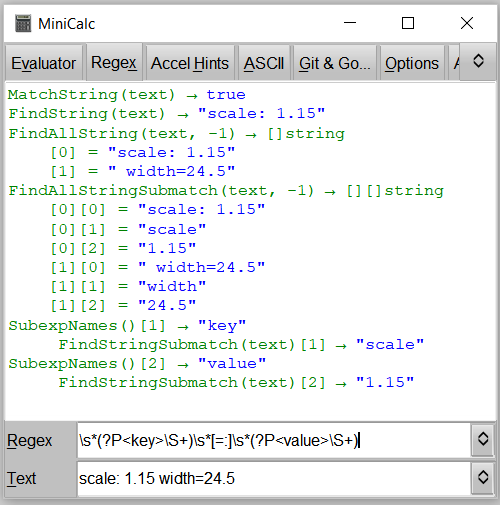 MiniCalc
Evaluator Regex Accel Hints ASCII Git & Go... Options A
MatchString(text) → true
FindString(text) → "scale: 1.15"
FindAllString(text, -1) → []string
[0] = "scale: 1.15"
[1] = " width=24.5"
FindAllStringSubmatch(text, -1) → [][]string
[0][0] = "scale: 1.15"
[0][1] = "scale"
[0][2] = "1.15"
[1][0] = " width=24.5"
[1][1] = "width"
[1][2] = "24.5"
SubexpNames()[1] → "key"
FindStringSubmatch(text)[1] → "scale"
SubexpNames()[2] → "value"
FindStringSubmatch(text)[2] → "1.15"
Regex \s*(?P<key>\S+)\s*[=:]\s*(?P<value>\S+)
Text scale: 1.15 width=24.5